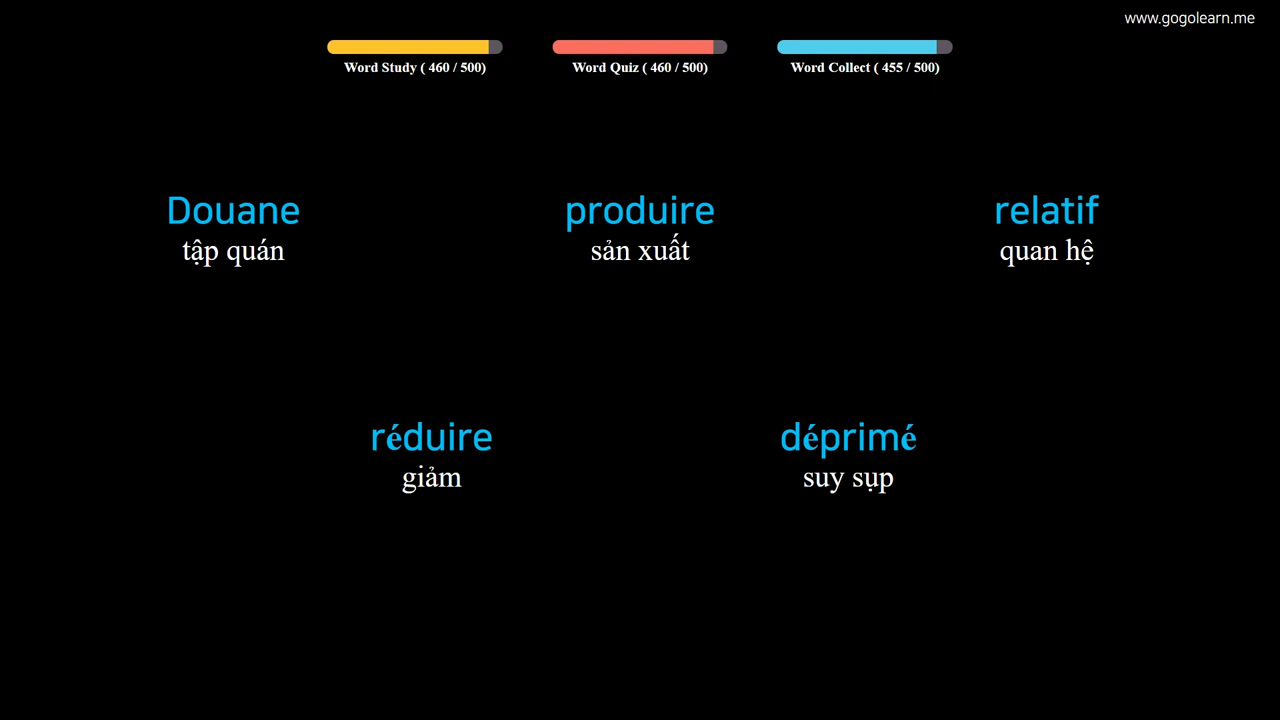 www.gogolearn.me
Word Study ( 460 / 500)
Word Quiz ( 460 / 500)
Word Collect ( 455 / 500)
Douane
tập quán
produire
sản xuất
relatif
quan hệ
réduire
giảm
déprimé
suy sụp